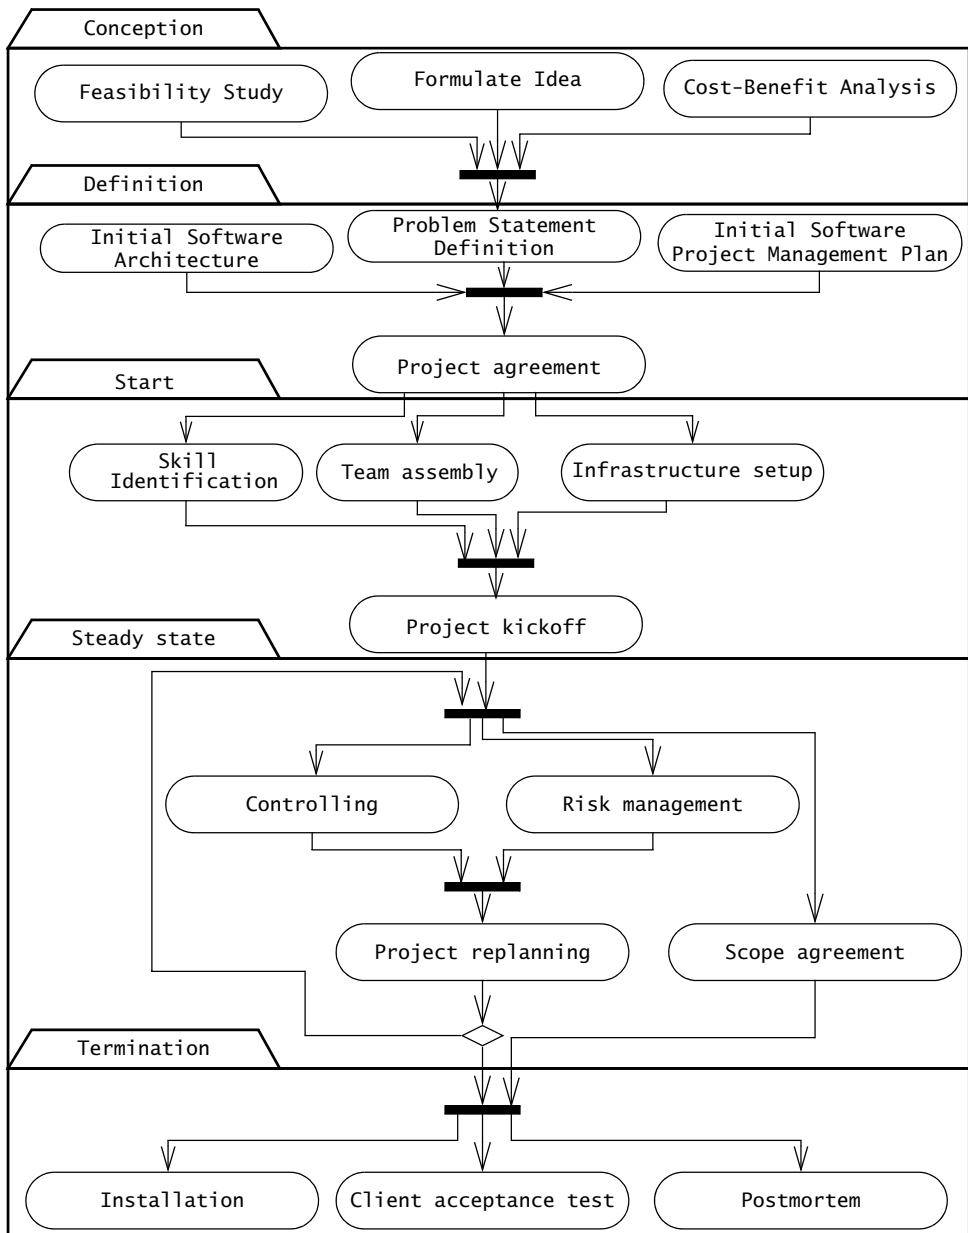 Conception
Feasibility Study
Formulate Idea
Cost-Benefit Analysis
Definition
Initial Software
Architecture
Problem Statement
Definition
Initial Software
Project Management Plan
Project agreement
Start
Skill
Identification
Team assembly
Infrastructure setup
Project kickoff
Steady state
Controlling
Risk management
Project replanning
Scope agreement
Termination
Installation
Client acceptance test
Postmortem